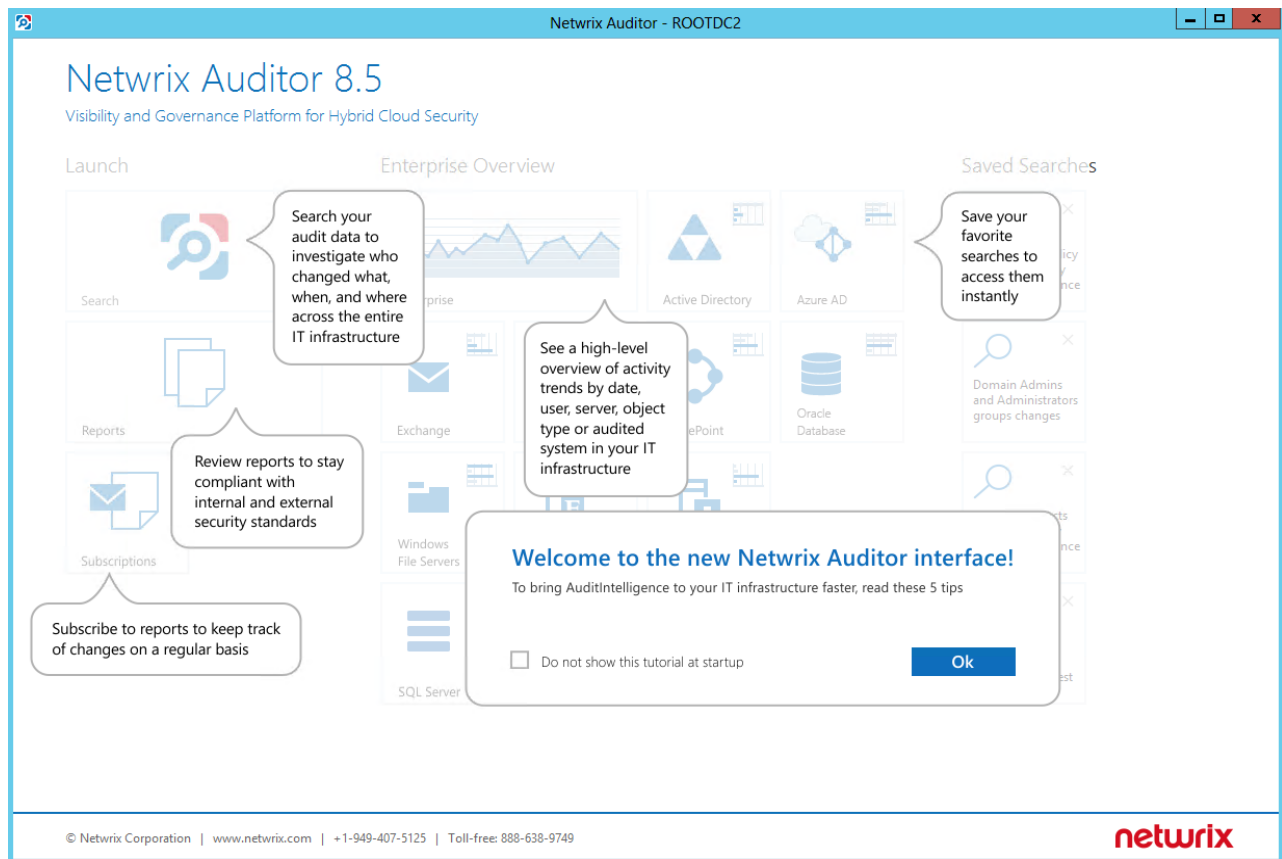 Netwrix Auditor - ROOTDC2
Netwrix Auditor 8.5
Visibility and Governance Platform for Hybrid Cloud Security
Launch
Enterprise Overview
Saved Searches
Search your
audit data to
investigate who
changed what,
when, and where
across the entire
IT infrastructure
Save your
favorite
searches to
access them
instantly
Search
Active Directory
Azure AD
See a high-level
overview of activity
trends by date,
user, server, object
type or audited
system in your IT
infrastructure
Domain Admins
and Administrators
groups changes
Reports
Exchange
Oracle
Database
Review reports to stay
compliant with
internal and external
security standards
Subscriptions
Windows
File Servers
Welcome to the new Netwrix Auditor interface!
To bring AuditIntelligence to your IT infrastructure faster, read these 5 tips
Subscribe to reports to keep track
of changes on a regular basis
Do not show this tutorial at startup
Ok
SQL Server
© Netwrix Corporation | www.netwrix.com | +1-949-407-5125 | Toll-free: 888-638-9749
netwrix